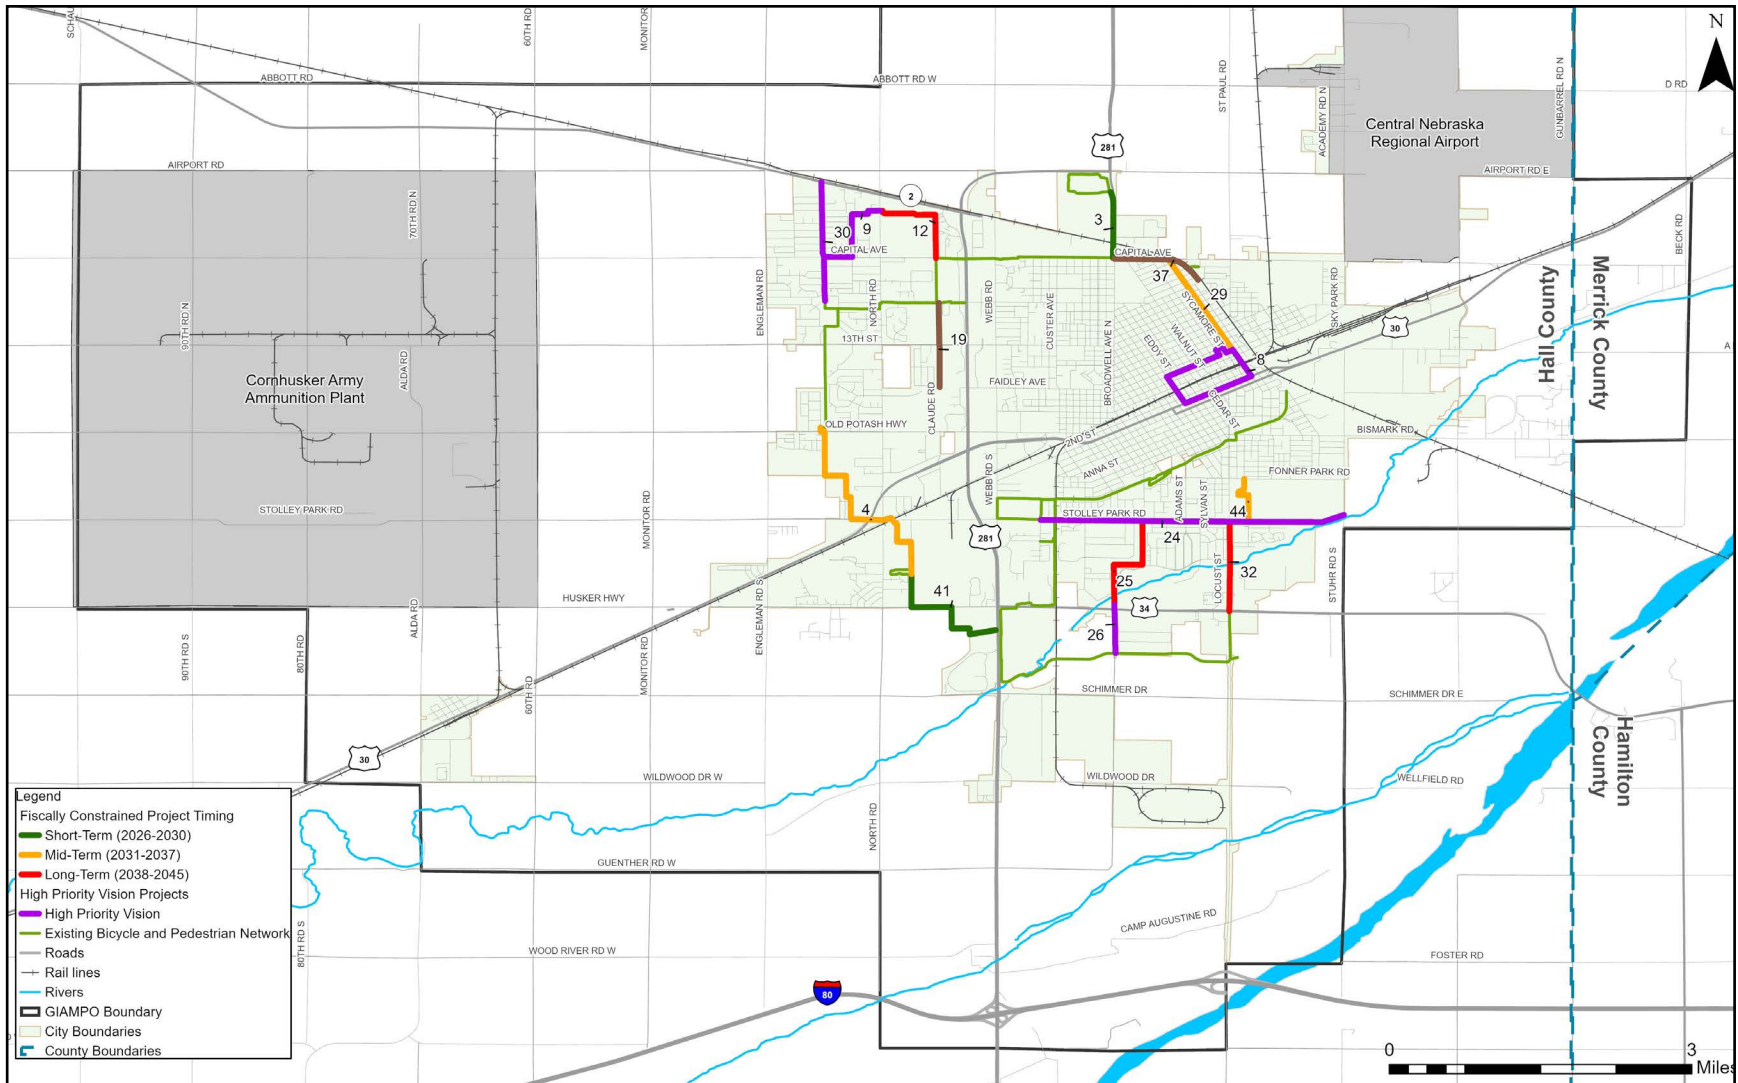 N
SCHAU
60TH RD
MONITOR
ABBOTT RD
ABBOTT RD W
ST PAUL RD
ACADEMY RD N
GUNBARREL RD N
D RD
281
Central Nebraska
Regional Airport
AIRPORT RD
AIRPORT RD E
70TH RD N
2
3
30
9
12
CAPITAL AVE
CAPITAL AVE
BECK RD
37
29
ENGLEMAN RD
NORTH RD
WEBB RD
CUSTER AVE
SYCAMORE ST
SKY PARK RD
Hall County
Merrick County
90TH RD N
13TH ST
19
WALNUT ST
EDDY ST
8
30
A
ALDA RD
Cornhusker Army
Ammunition Plant
CLAUDE RD
FAIDLEY AVE
BROADWELL AVE N
CEDAR ST
OLD POTASH HWY
2ND ST
BISMARK RD
ANNA ST
FONNER PARK RD
WEBB RD S
ADAMS ST
SYLVAN ST
STOLLEY PARK RD
MONITOR RD
4
STOLLEY PARK RD
44
24
281
25
LOCUST ST
32
STUHR RD S
41
HUSKER HWY
ALDA RD
ENGLEMAN RD S
34
26
90TH RD S
80TH RD
MONITOR RD
60TH RD
SCHIMMER DR
SCHIMMER DR E
Hamilton
County
30
WILDWOOD DR W
WILDWOOD DR
WELLFIELD RD
NORTH RD
GUENTHER RD W
80TH RD S
WOOD RIVER RD W
CAMP AUGUSTINE RD
FOSTER RD
80
Legend
Fiscally Constrained Project Timing
Short-Term (2026-2030)
Mid-Term (2031-2037)
Long-Term (2038-2045)
High Priority Vision Projects
High Priority Vision
Existing Bicycle and Pedestrian Network
Roads
Rail lines
Rivers
GIAMPO Boundary
City Boundaries
County Boundaries
0
3
Miles